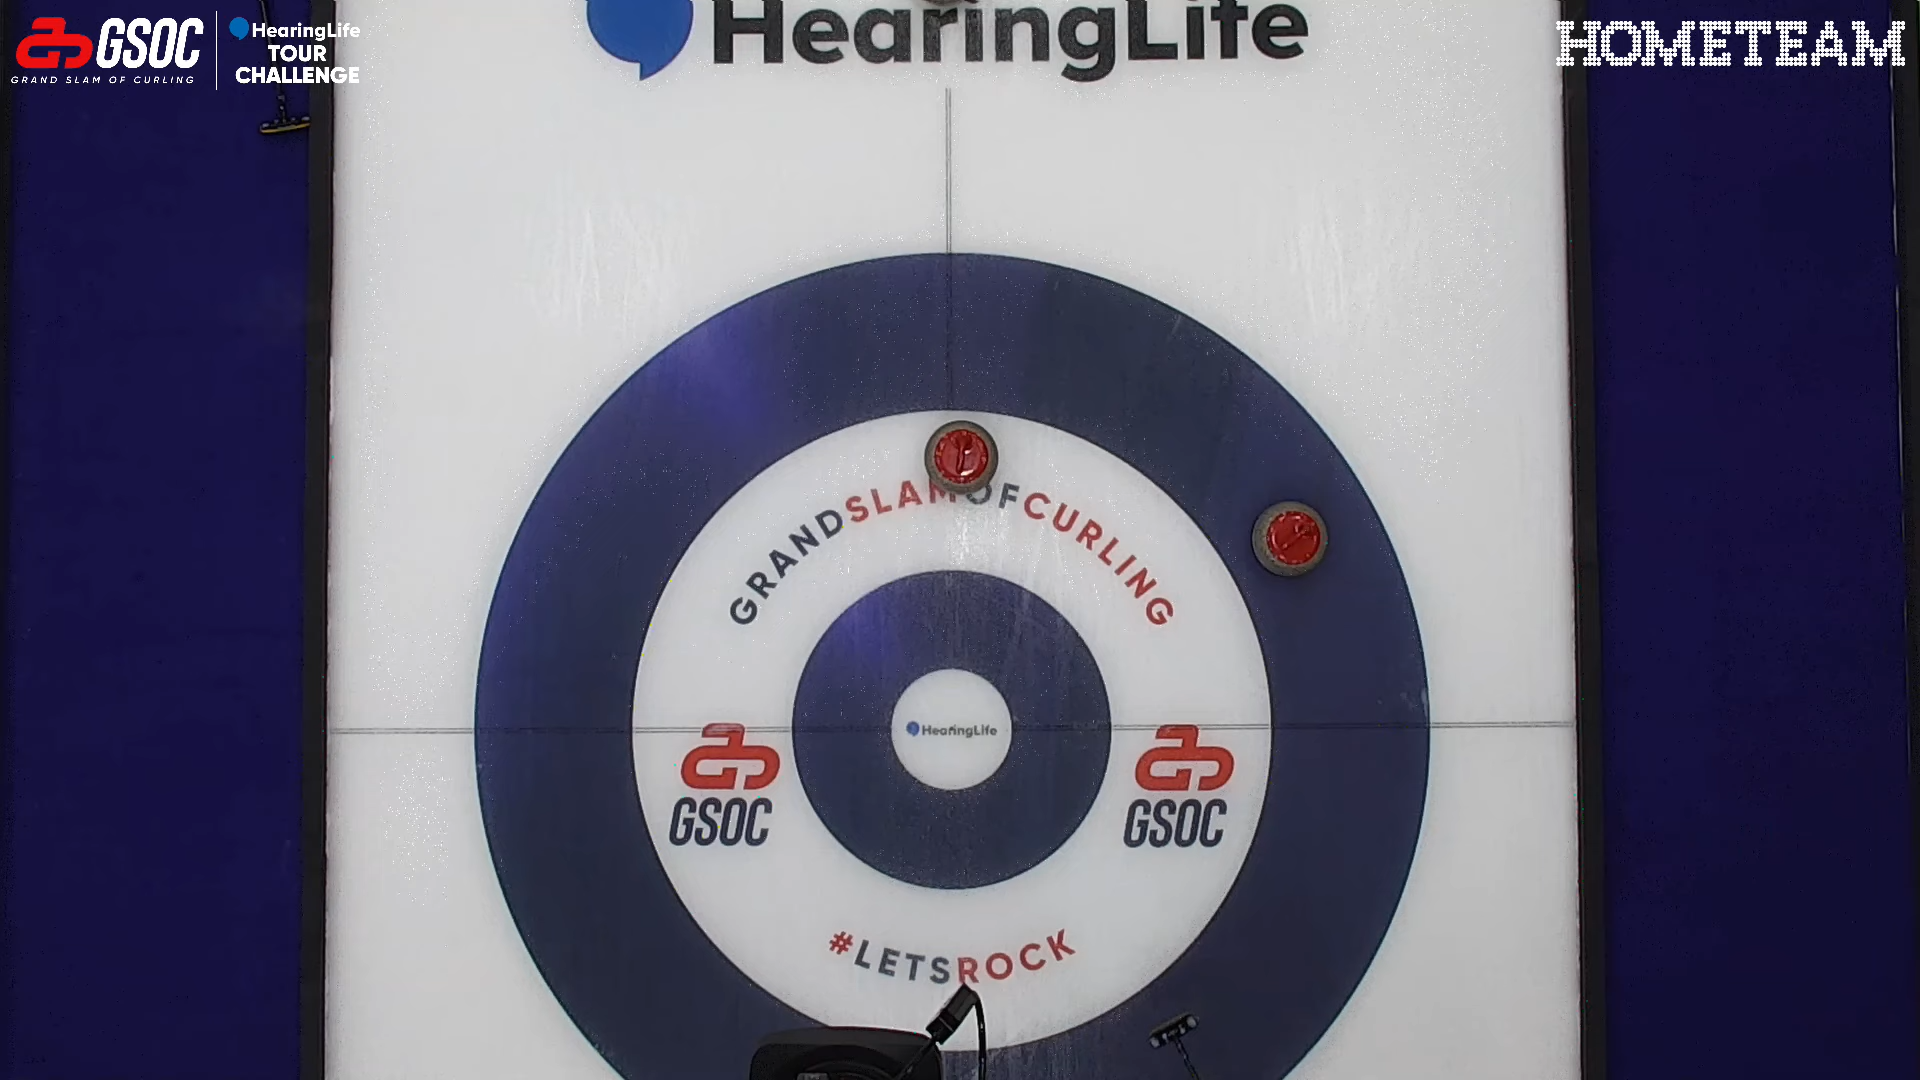 GSOC
GRAND SLAM OF CURLING
HearingLife
TOUR
CHALLENGE
HearingLife
HOMETEAM
GRANDSLAMOFCURLING
HearingLife
GSOC
GSOC
#LETSROCK